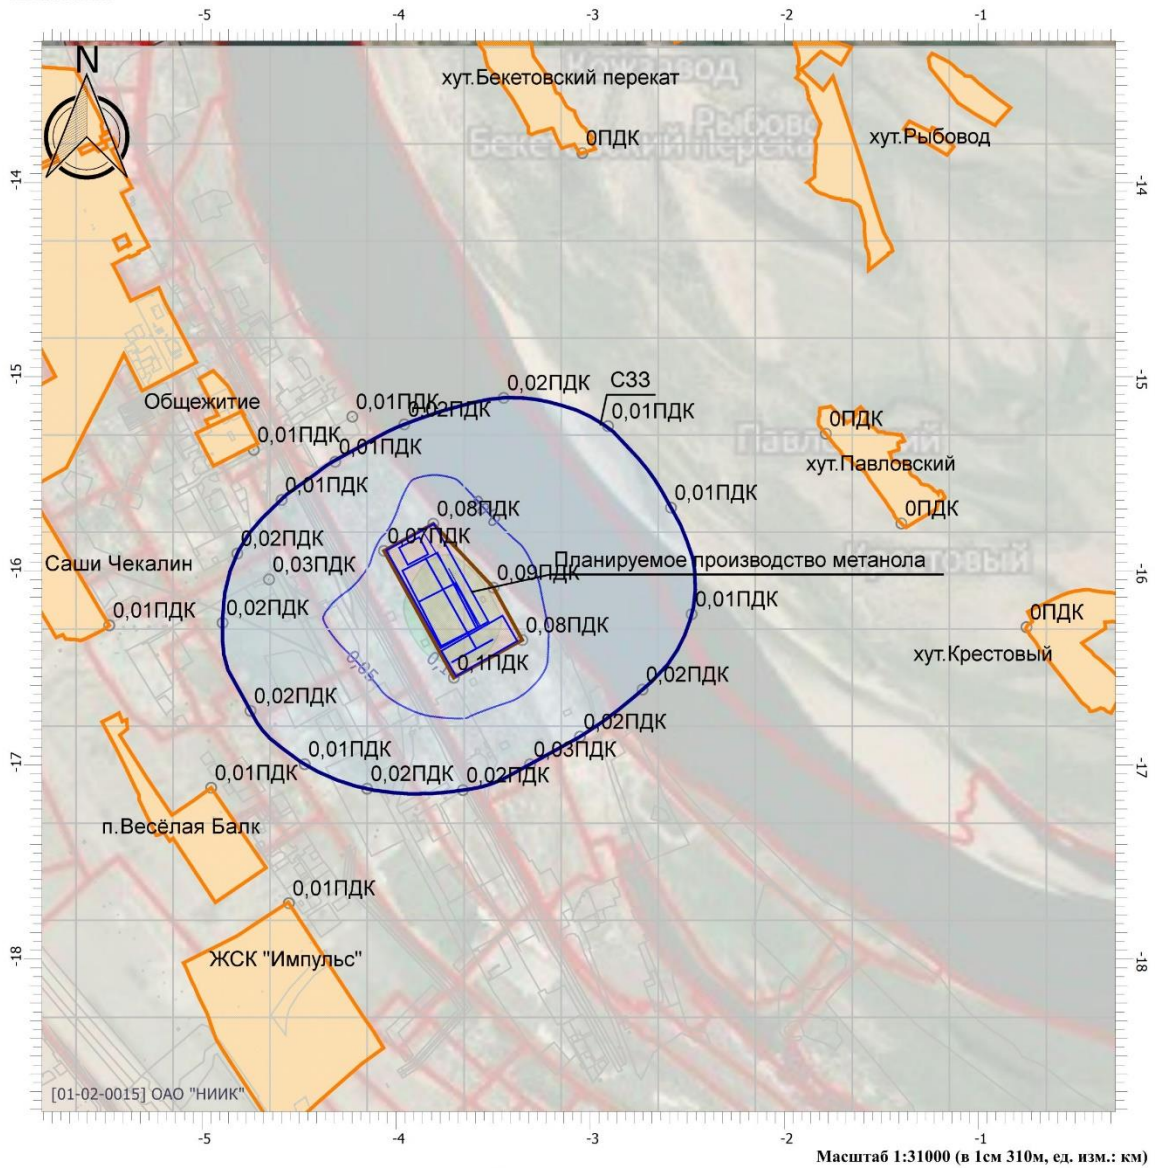 -5 -4 -3 -2 -1
N
Кожзавод
хут.Бекетовский перекат
Рыбово
0ПДК
хут.Рыбовод
-14
-14
-15
-15
0,02ПДК
СЗЗ
Общежитие
0,01ПДК
0,02ПДК
0,01ПДК
0ПДК
0,01ПДК
0,01ПДК
хут.Павловский
0,01ПДК
0,01ПДК
0,08ПДК
0ПДК
0,02ПДК
0,07ПДК
Саши Чекалин
0,03ПДК
Планируемое производство метанола
0,09ПДК
-16
-16
0,01ПДК
0,02ПДК
0,01ПДК
0,08ПДК
0ПДК
хут.Крестовый
0,05
0,1ПДК
0,02ПДК
0,02ПДК
0,02ПДК
0,01ПДК
0,03ПДК
-17
-17
0,01ПДК
0,02ПДК
0,02ПДК
п.Весёлая Балк
0,01ПДК
-18
-18
ЖСК "Импульс"
[01-02-0015] ОАО "НИИК"
-5 -4 -3 -2 -1
Масштаб 1:31000 (в 1см 310м, ед. изм.: км)